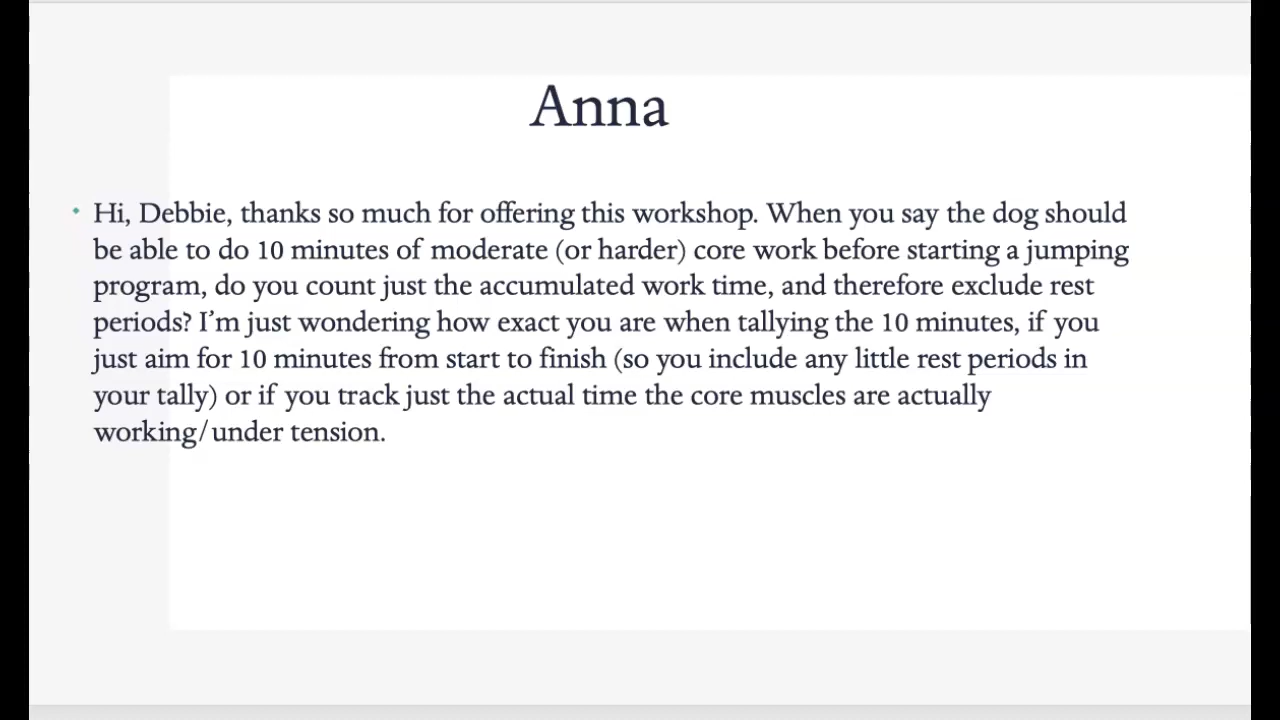 Anna
Hi, Debbie, thanks so much for offering this workshop. When you say the dog should
be able to do 10 minutes of moderate (or harder) core work before starting a jumping
program, do you count just the accumulated work time, and therefore exclude rest
periods? I’m just wondering how exact you are when tallying the 10 minutes, if you
just aim for 10 minutes from start to finish (so you include any little rest periods in
your tally) or if you track just the actual time the core muscles are actually
working/under tension.